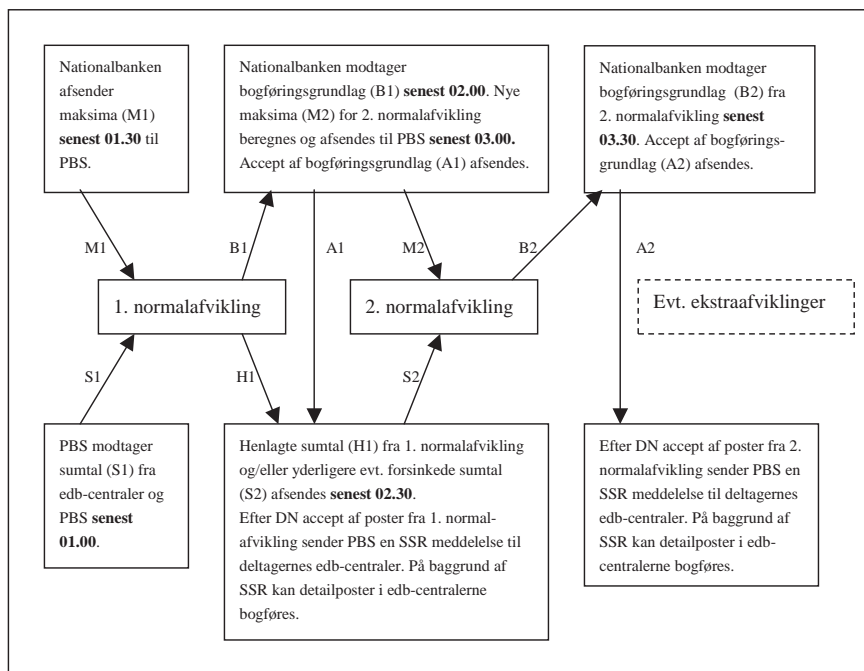 Nationalbanken
afsender
maksima (M1)
senest 01.30 til
PBS.
Nationalbanken modtager
bogføringsgrundlag (B1) senest 02.00. Nye
maksima (M2) for 2. normalafvikling
beregnes og afsendes til PBS senest 03.00.
Accept af bogføringsgrundlag (A1) afsendes.
Nationalbanken modtager
bogføringsgrundlag (B2) fra
2. normalafvikling senest
03.30. Accept af bogførings-
grundlag (A2) afsendes.
M1
B1
A1
M2
B2
A2
1. normalafvikling
2. normalafvikling
Evt. ekstraafviklinger
S1
H1
S2
PBS modtager
sumtal (S1) fra
edb-centraler og
PBS senest
01.00.
Henlagte sumtal (H1) fra 1. normalafvikling
og/eller yderligere evt. forsinkede sumtal
(S2) afsendes senest 02.30.
Efter DN accept af poster fra 1. normal-
afvikling sender PBS en SSR meddelelse til
deltagernes edb-centraler. På baggrund af
SSR kan detailposter i edb-centralerne
bogføres.
Efter DN accept af poster fra 2.
normalafvikling sender PBS en
SSR meddelelse til deltagernes
edb-centraler. På baggrund af
SSR kan detailposter i edb-
centralerne bogføres.